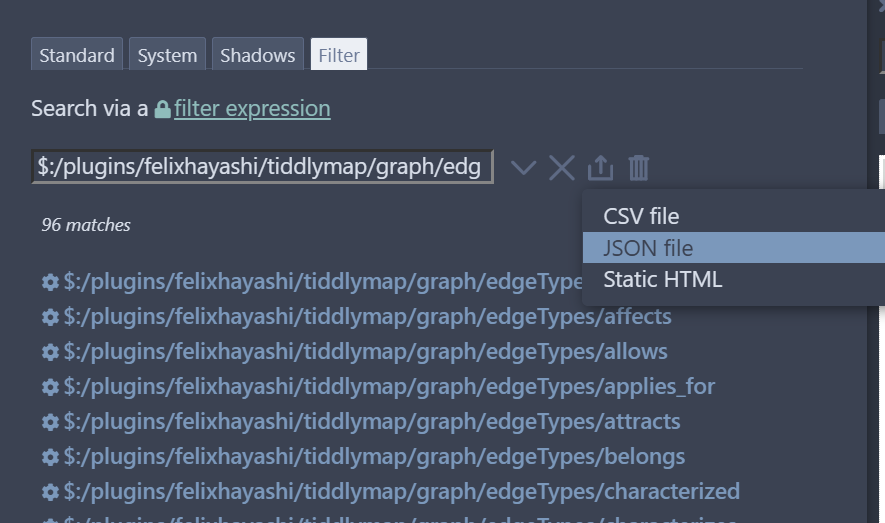 Standard System Shadows Filter
Search via a filter expression
$:/plugins/felixhayashi/tiddlymap/graph/edg
96 matches
CSV file
JSON file
Static HTML
$:/plugins/felixhayashi/tiddlymap/graph/edgeTypes
$:/plugins/felixhayashi/tiddlymap/graph/edgeTypes/affects
$:/plugins/felixhayashi/tiddlymap/graph/edgeTypes/allows
$:/plugins/felixhayashi/tiddlymap/graph/edgeTypes/applies_for
$:/plugins/felixhayashi/tiddlymap/graph/edgeTypes/attracts
$:/plugins/felixhayashi/tiddlymap/graph/edgeTypes/belongs
$:/plugins/felixhayashi/tiddlymap/graph/edgeTypes/characterized